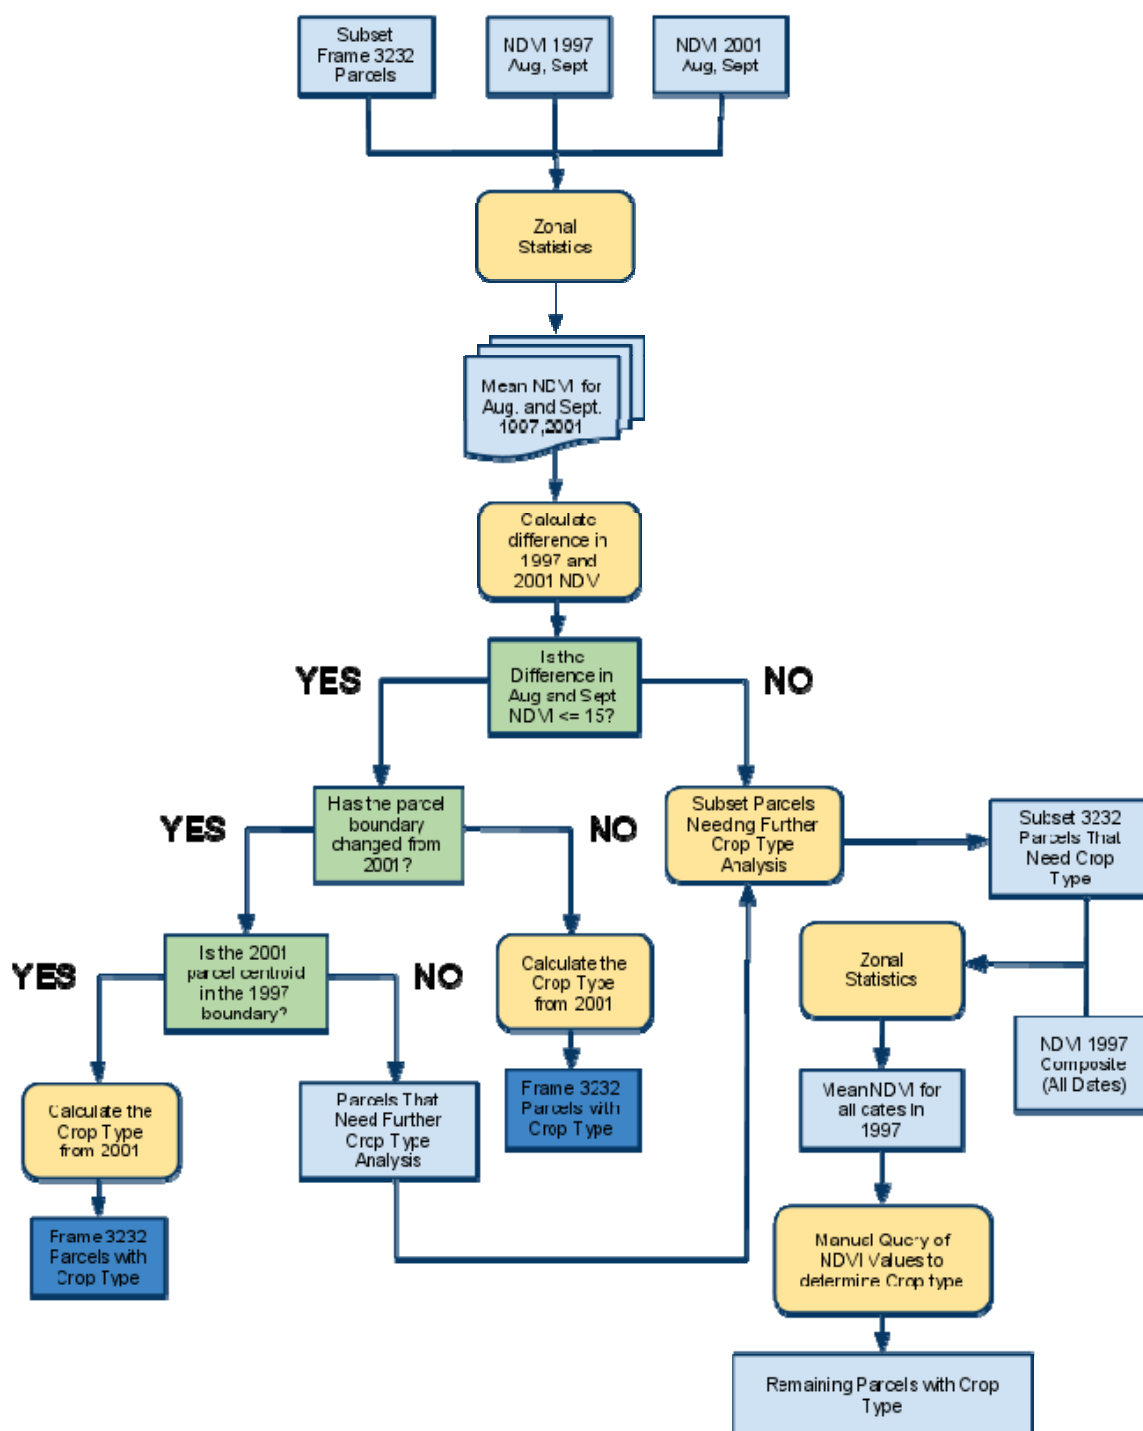 Subset
Frame 3232
Parcels
NDVI 1997
Aug, Sept
NDVI 2001
Aug, Sept
Zonal
Statistics
Mean NDVI for
Aug. and Sept.
1997,2001
Calculate
difference in
1997 and
2001 NDVI
Is the
Difference in
Aug and Sept
NDVI <= 15?
YES
NO
Has the parcel
boundary
changed from
2001?
YES
NO
Subset Parcels
Needing Further
Crop Type
Analysis
Subset 3232
Parcels That
Need Crop
Type
Is the 2001
parcel centroid
in the 1997
boundary?
YES
NO
Calculate the
Crop Type
from 2001
Zonal
Statistics
NDVI 1997
Composite
(All Dates)
Calculate the
Crop Type
from 2001
Parcels That
Need Further
Crop Type
Analysis
Frame 3232
Parcels with
Crop Type
Mean NDVI for
all cates in
1997
Frame 3232
Parcels with
Crop Type
Manual Query of
NDVI Values to
determine Crop type
Remaining Parcels with Crop
Type